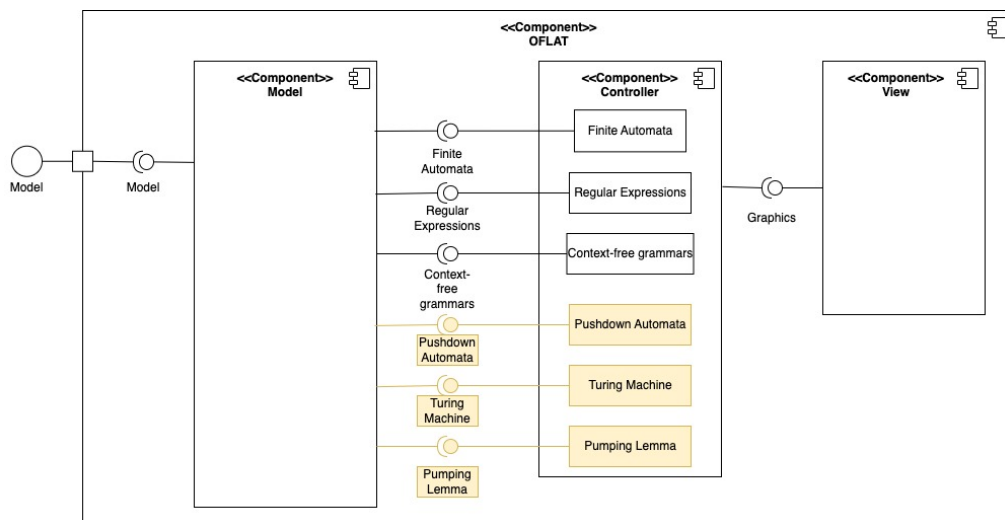 <<Component>>
OFLAT
<<Component>>
Model
<<Component>>
Controller
<<Component>>
View
Model
Model
Finite
Automata
Finite Automata
Regular
Expressions
Regular Expressions
Graphics
Context-
free
grammars
Context-free grammars
Pushdown
Automata
Pushdown Automata
Turing
Machine
Turing Machine
Pumping
Lemma
Pumping Lemma